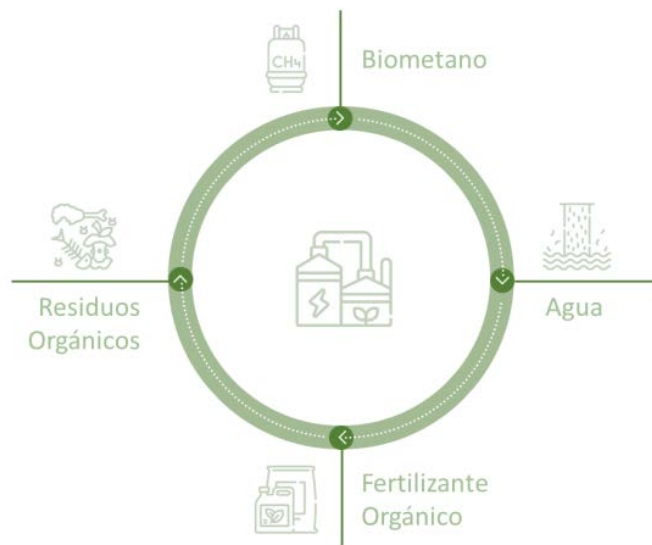 CH4
Biometano
Residuos
Orgánicos
Agua
Fertilizante
Orgánico